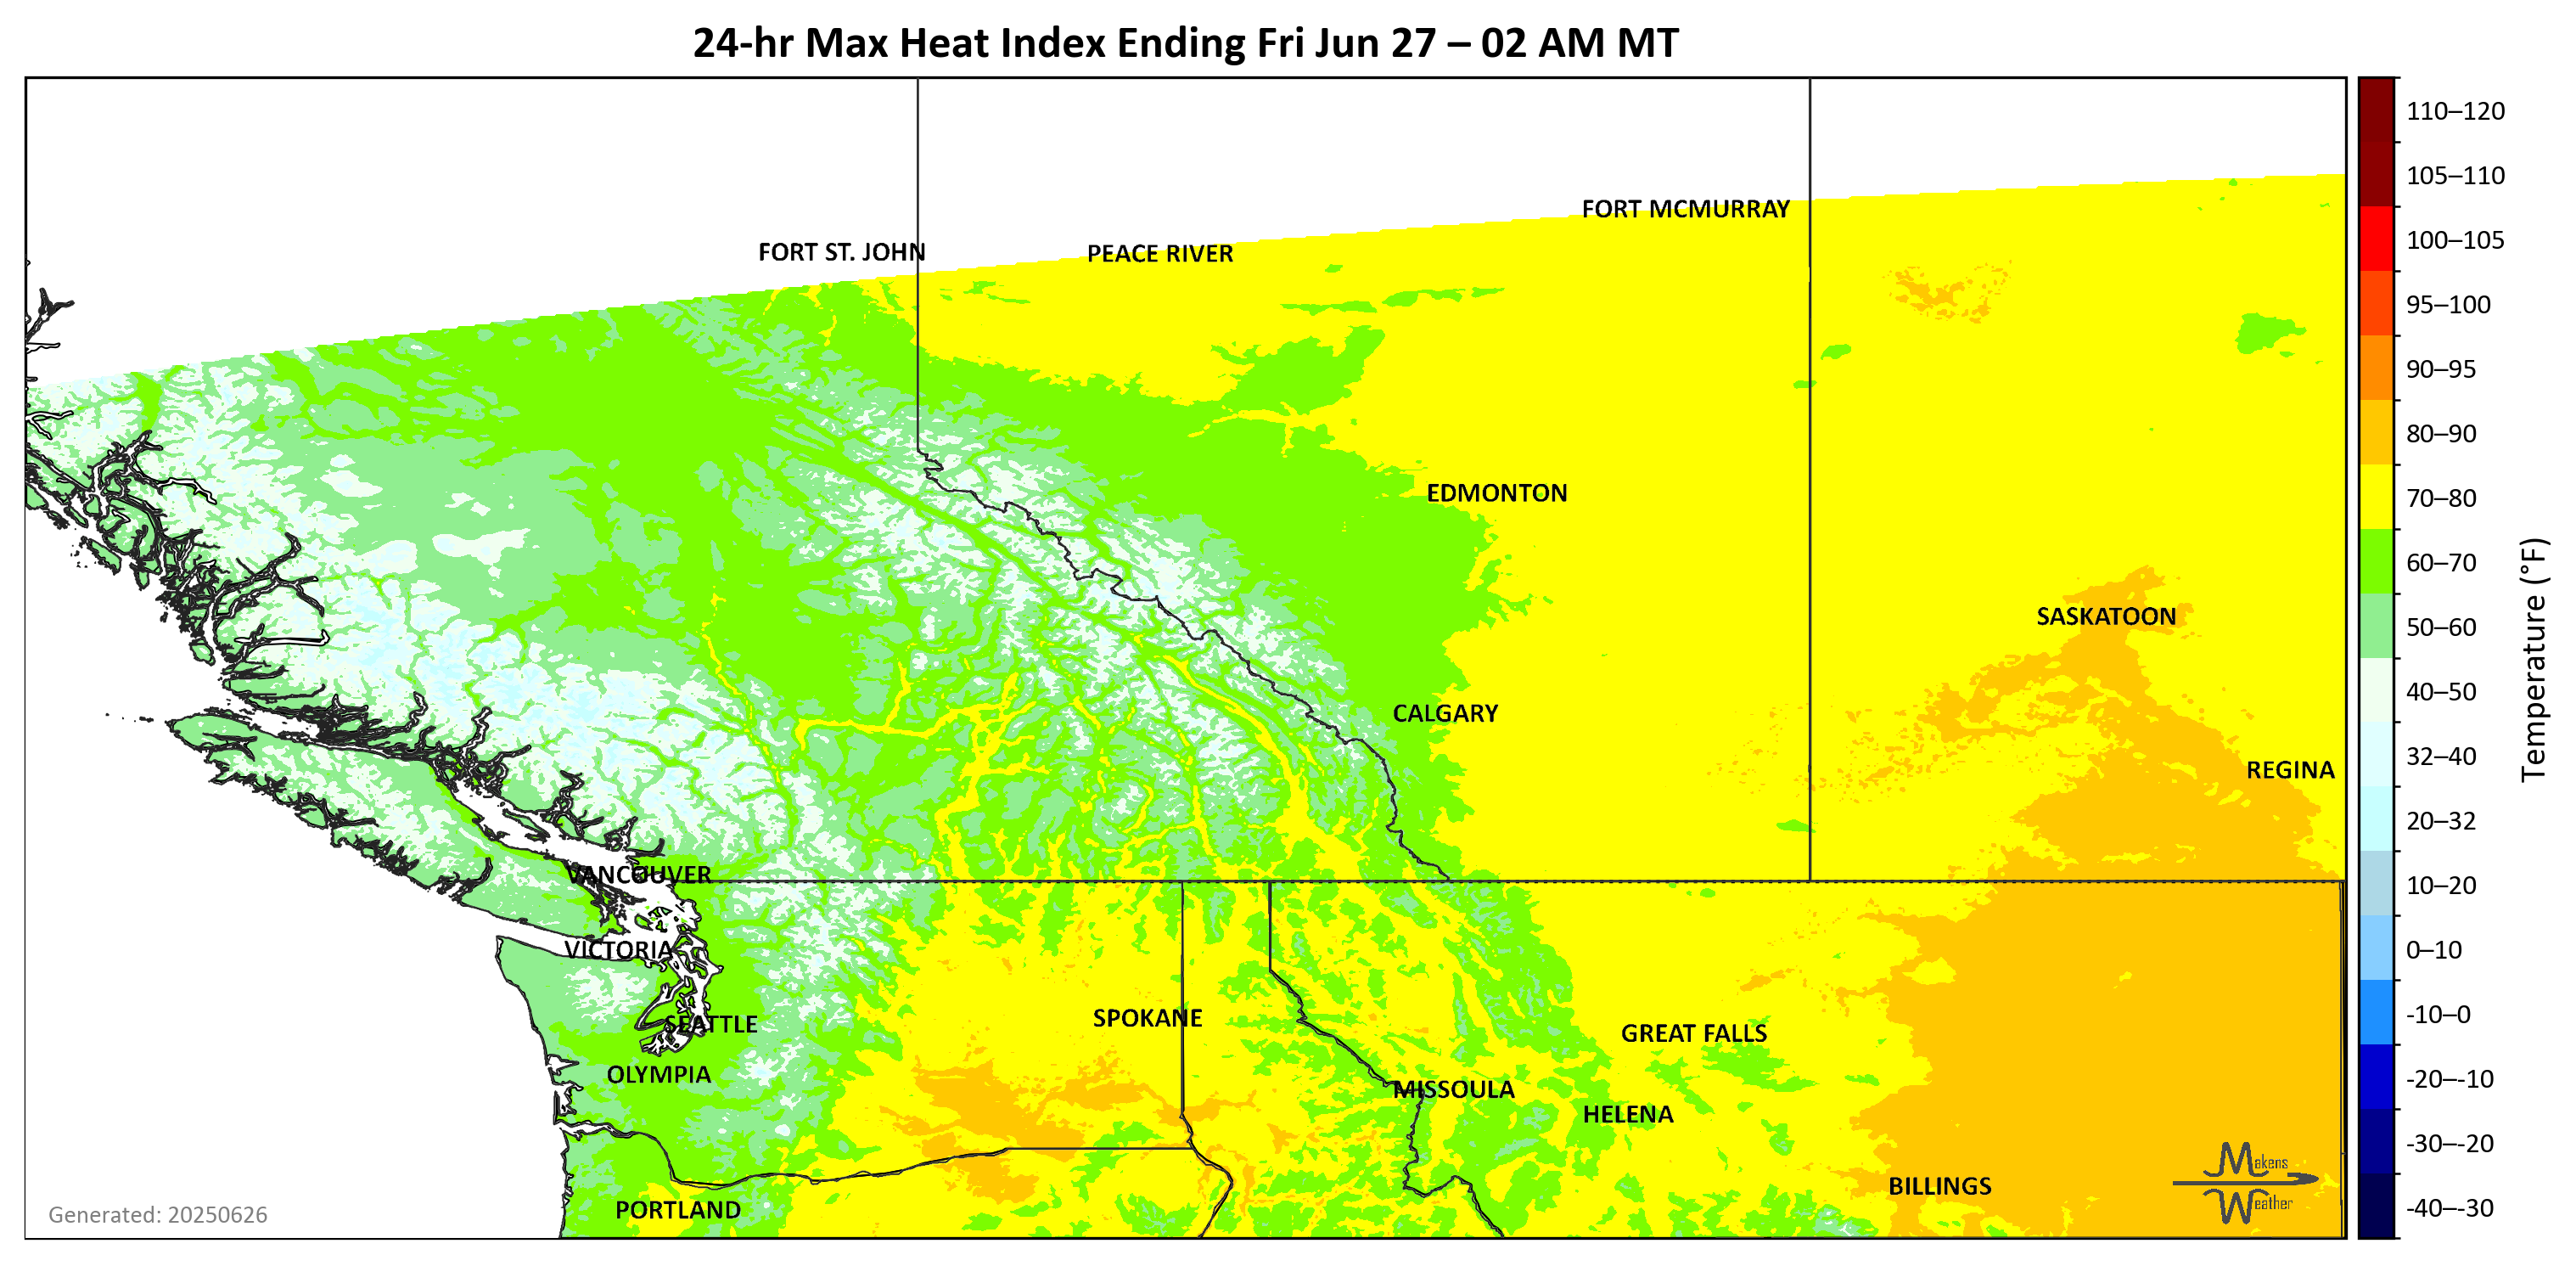 24-hr Max Heat Index Ending Fri Jun 27 – 02 AM MT
110–120
105–110
100–105
95–100
90–95
80–90
70–80
60–70
50–60
40–50
32–40
20–32
10–20
0–10
-10–0
-20–-10
-30–-20
-40–-30
Temperature (°F)
FORT MCMURRAY
FORT ST. JOHN
PEACE RIVER
EDMONTON
SASKATOON
CALGARY
REGINA
VANCOUVER
VICTORIA
SPOKANE
SEATTLE
GREAT FALLS
OLYMPIA
MISSOULA
HELENA
BILLINGS
PORTLAND
Makens
Weather
Generated: 20250626